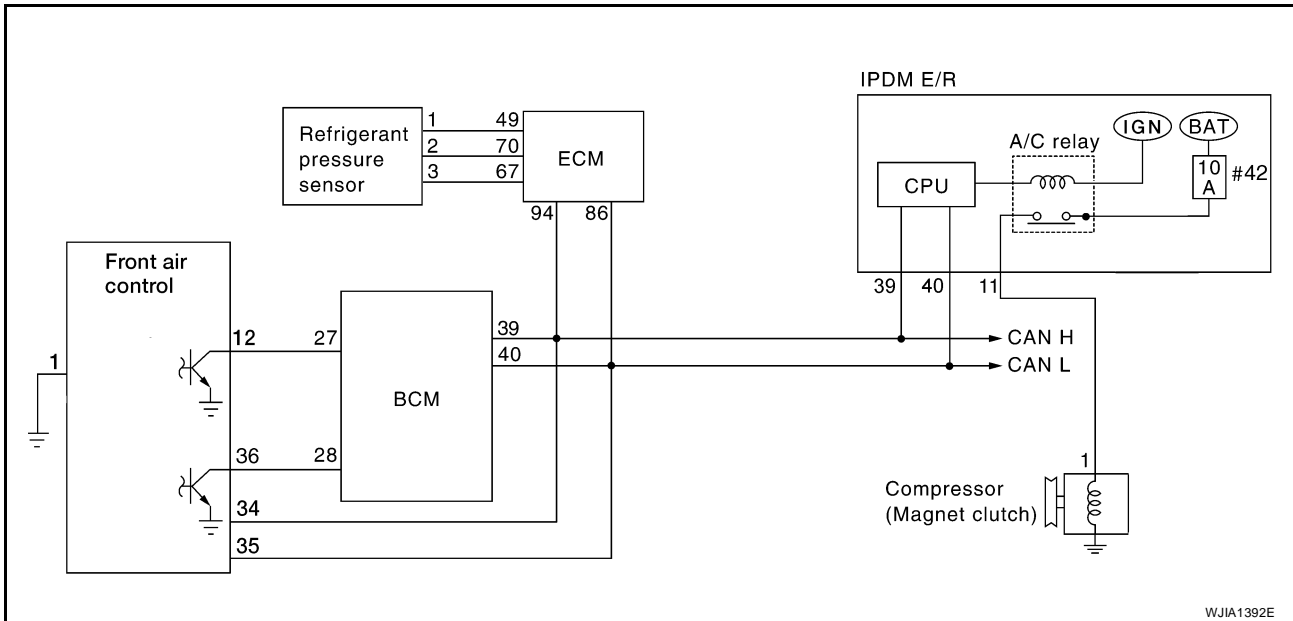 IPDM E/R
IGN
BAT
A/C relay
10
A
#42
CPU
Refrigerant
pressure
sensor
1
2
3
49
70
67
ECM
94
86
39
40
11
Front air
control
1
12
27
39
40
CAN H
CAN L
BCM
36
28
34
35
1
Compressor
(Magnet clutch)
WJIA1392E